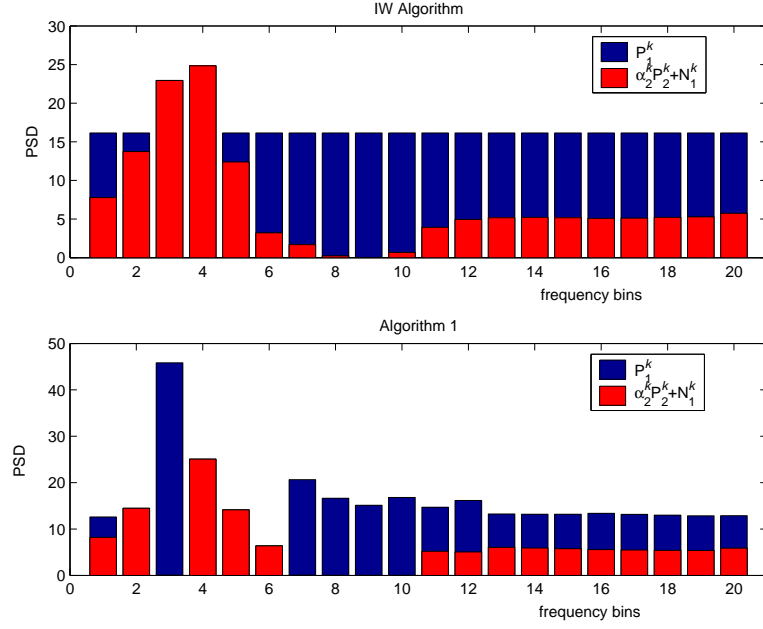 IW Algorithm
30
25
20
15
10
5
0
PSD
P₁ᵏ
α₂ᵏP₂ᵏ+N₁ᵏ
0 2 4 6 8 10 12 14 16 18 20
frequency bins
Algorithm 1
50
40
30
20
10
0
PSD
P₁ᵏ
α₂ᵏP₂ᵏ+N₁ᵏ
0 2 4 6 8 10 12 14 16 18 20
frequency bins